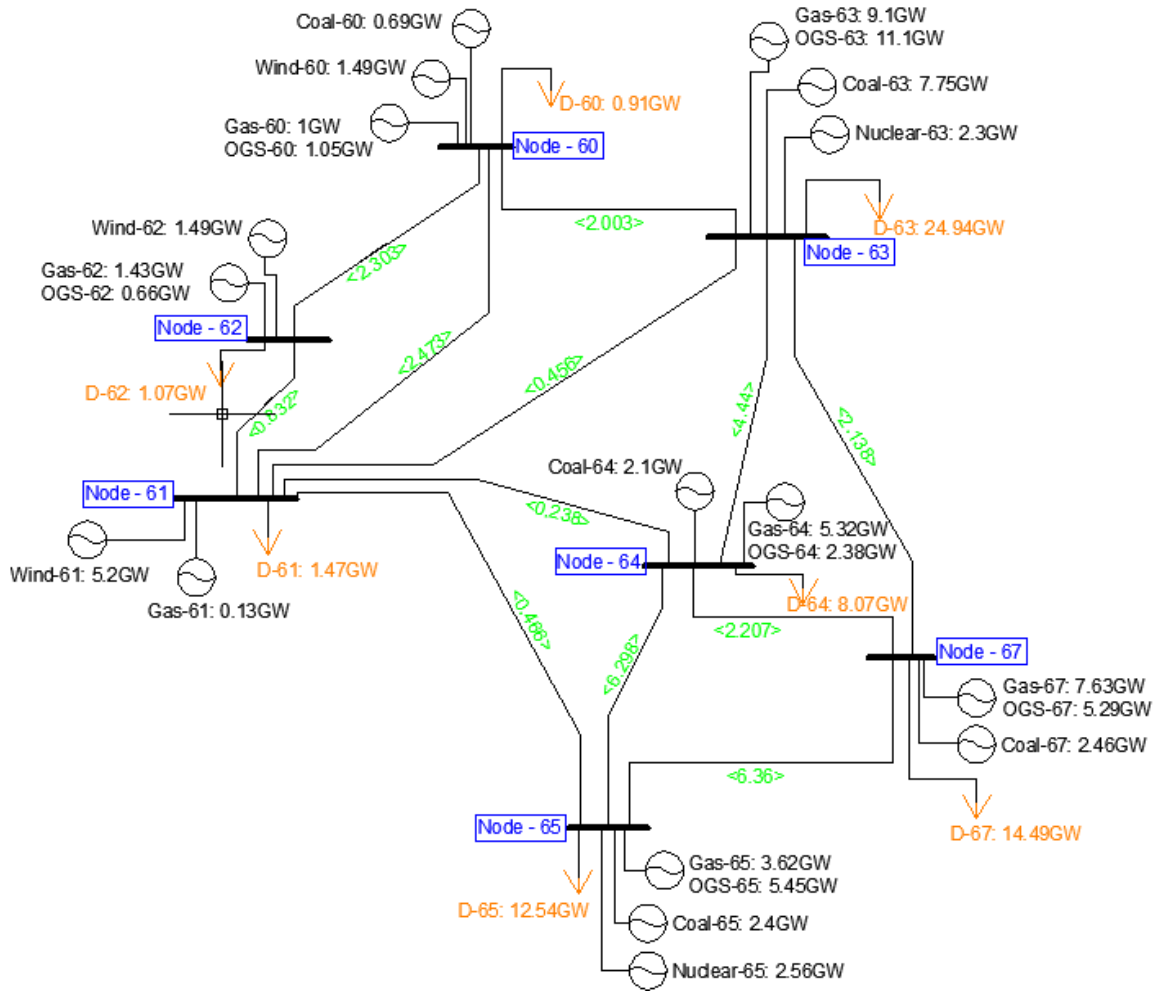 Coal-60: 0.69GW
Wind-60: 1.49GW
Gas-60: 1GW
OGS-60: 1.05GW
D-60: 0.91GW
Node - 60
Gas-63: 9.1GW
OGS-63: 11.1GW
Coal-63: 7.75GW
Nuclear-63: 2.3GW
D-63: 24.94GW
Node - 63
<2.003>
Wind-62: 1.49GW
Gas-62: 1.43GW
OGS-62: 0.66GW
Node - 62
D-62: 1.07GW
<2.303>
<2.473>
<0.832>
<0.456>
<4.44>
<2.138>
Node - 61
Wind-61: 5.2GW
Gas-61: 0.13GW
D-61: 1.47GW
<0.238>
<0.466>
Coal-64: 2.1GW
Gas-64: 5.32GW
OGS-64: 2.38GW
Node - 64
D-64: 8.07GW
<2.207>
<6.298>
Node - 67
Gas-67: 7.63GW
OGS-67: 5.29GW
Coal-67: 2.46GW
D-67: 14.49GW
<6.36>
Node - 65
D-65: 12.54GW
Gas-65: 3.62GW
OGS-65: 5.45GW
Coal-65: 2.4GW
Nuclear-65: 2.56GW